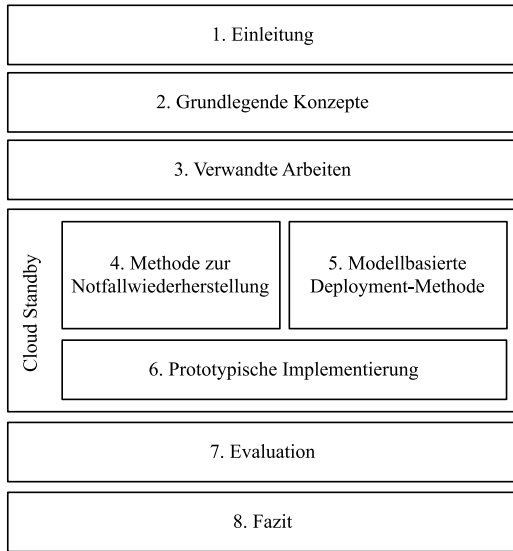 1. Einleitung
2. Grundlegende Konzepte
3. Verwandte Arbeiten
Cloud Standby
4. Methode zur
Notfallwiederherstellung
5. Modellbasierte
Deployment-Methode
6. Prototypische Implementierung
7. Evaluation
8. Fazit